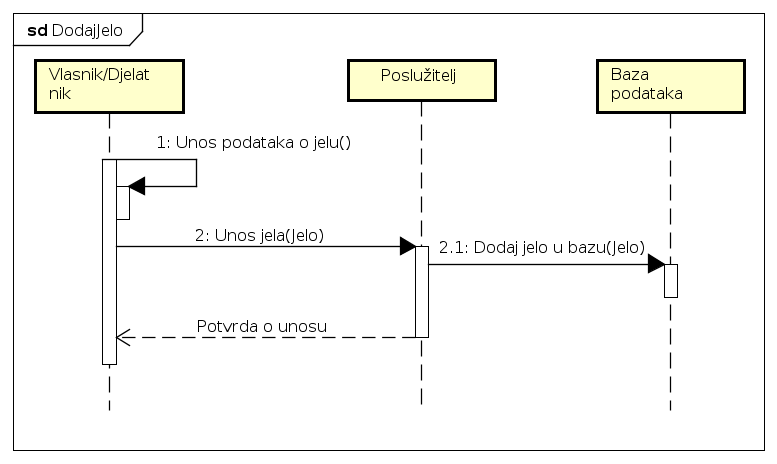 sd DodajJelo
Vlasnik/Djelat
nik
Poslužitelj
Baza
podataka
1: Unos podataka o jelu()
2: Unos jela(Jelo)
2.1: Dodaj jelo u bazu(Jelo)
Potvrda o unosu